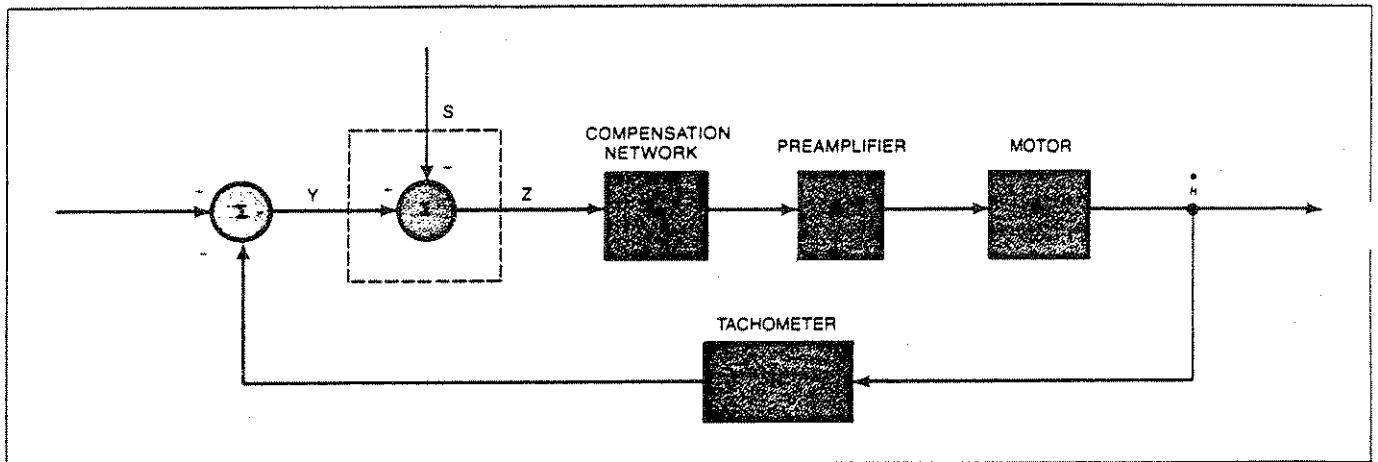 S
COMPENSATION
NETWORK
PREAMPLIFIER
MOTOR
Σ
Y
Σ
Z
TACHOMETER